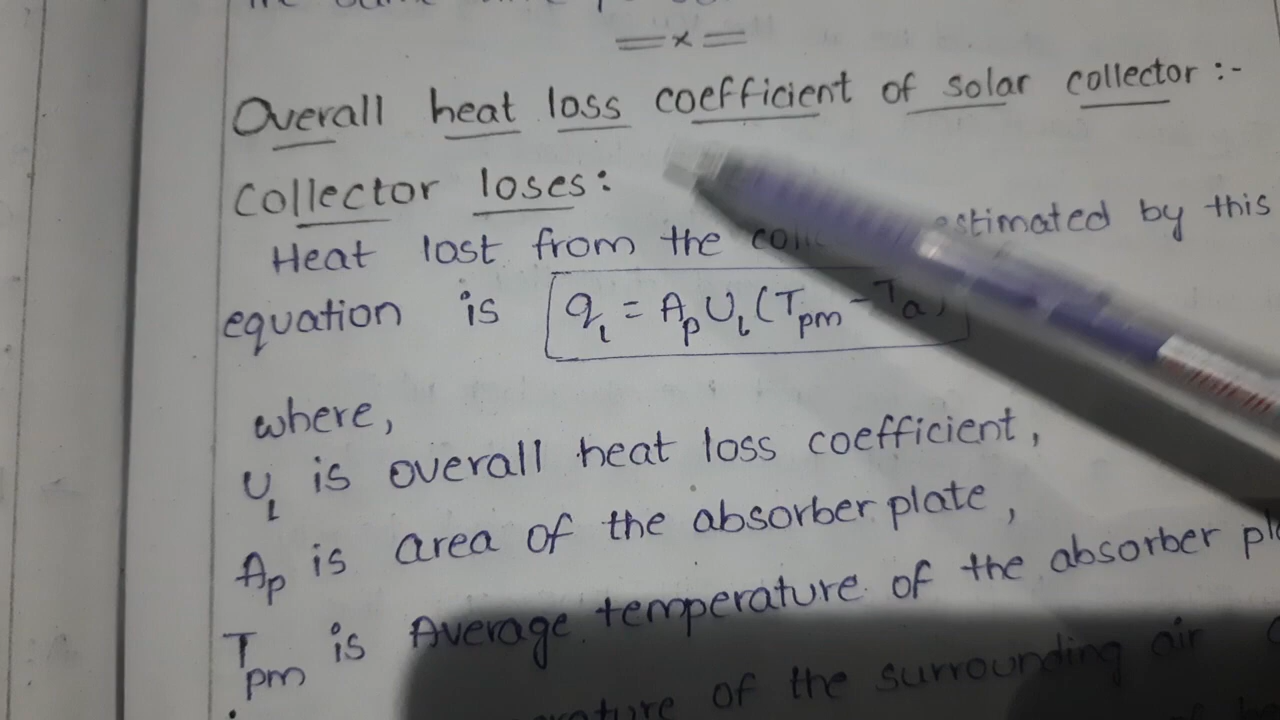 =x=
Overall heat loss coefficient of solar collector :-
Collector loses:
Heat lost from the estimated by this
equation is q_l = A_p U_l (T_pm - T_a)
where,
U_l is overall heat loss coefficient,
A_p is area of the absorber plate,
T_pm is Average temperature of the absorber
of the surrounding air